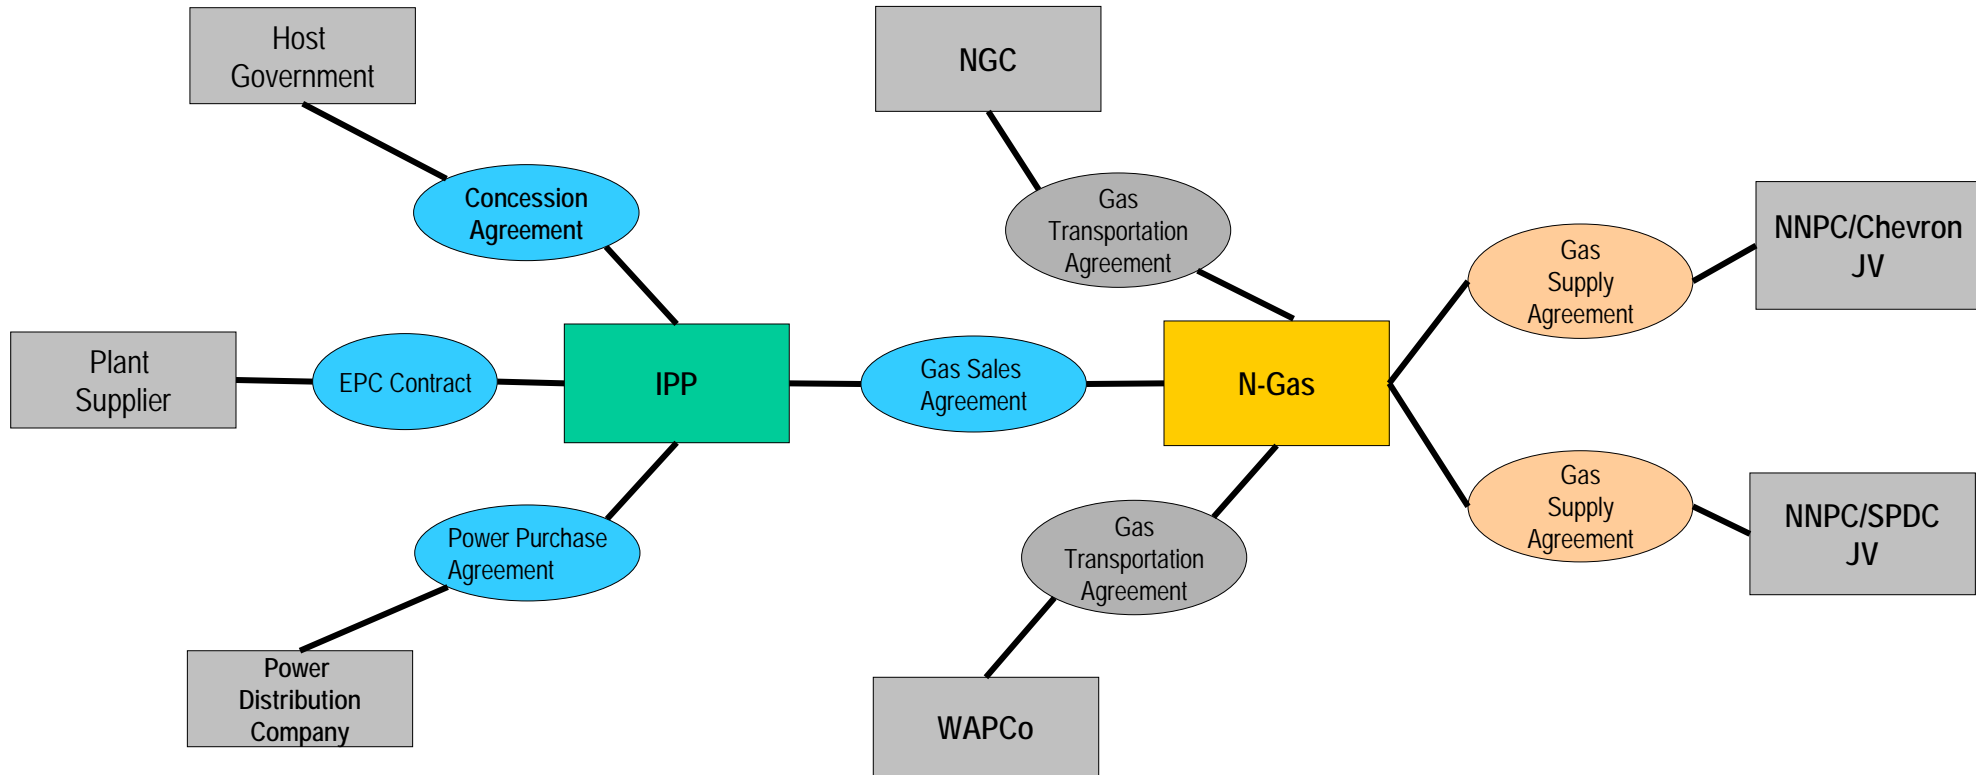 Host
Government
NGC
Concession
Agreement
Gas
Transportation
Agreement
Gas
Supply
Agreement
NNPC/Chevron
JV
Plant
Supplier
EPC Contract
IPP
Gas Sales
Agreement
N-Gas
Power Purchase
Agreement
Gas
Transportation
Agreement
Gas
Supply
Agreement
NNPC/SPDC
JV
Power
Distribution
Company
WAPCo